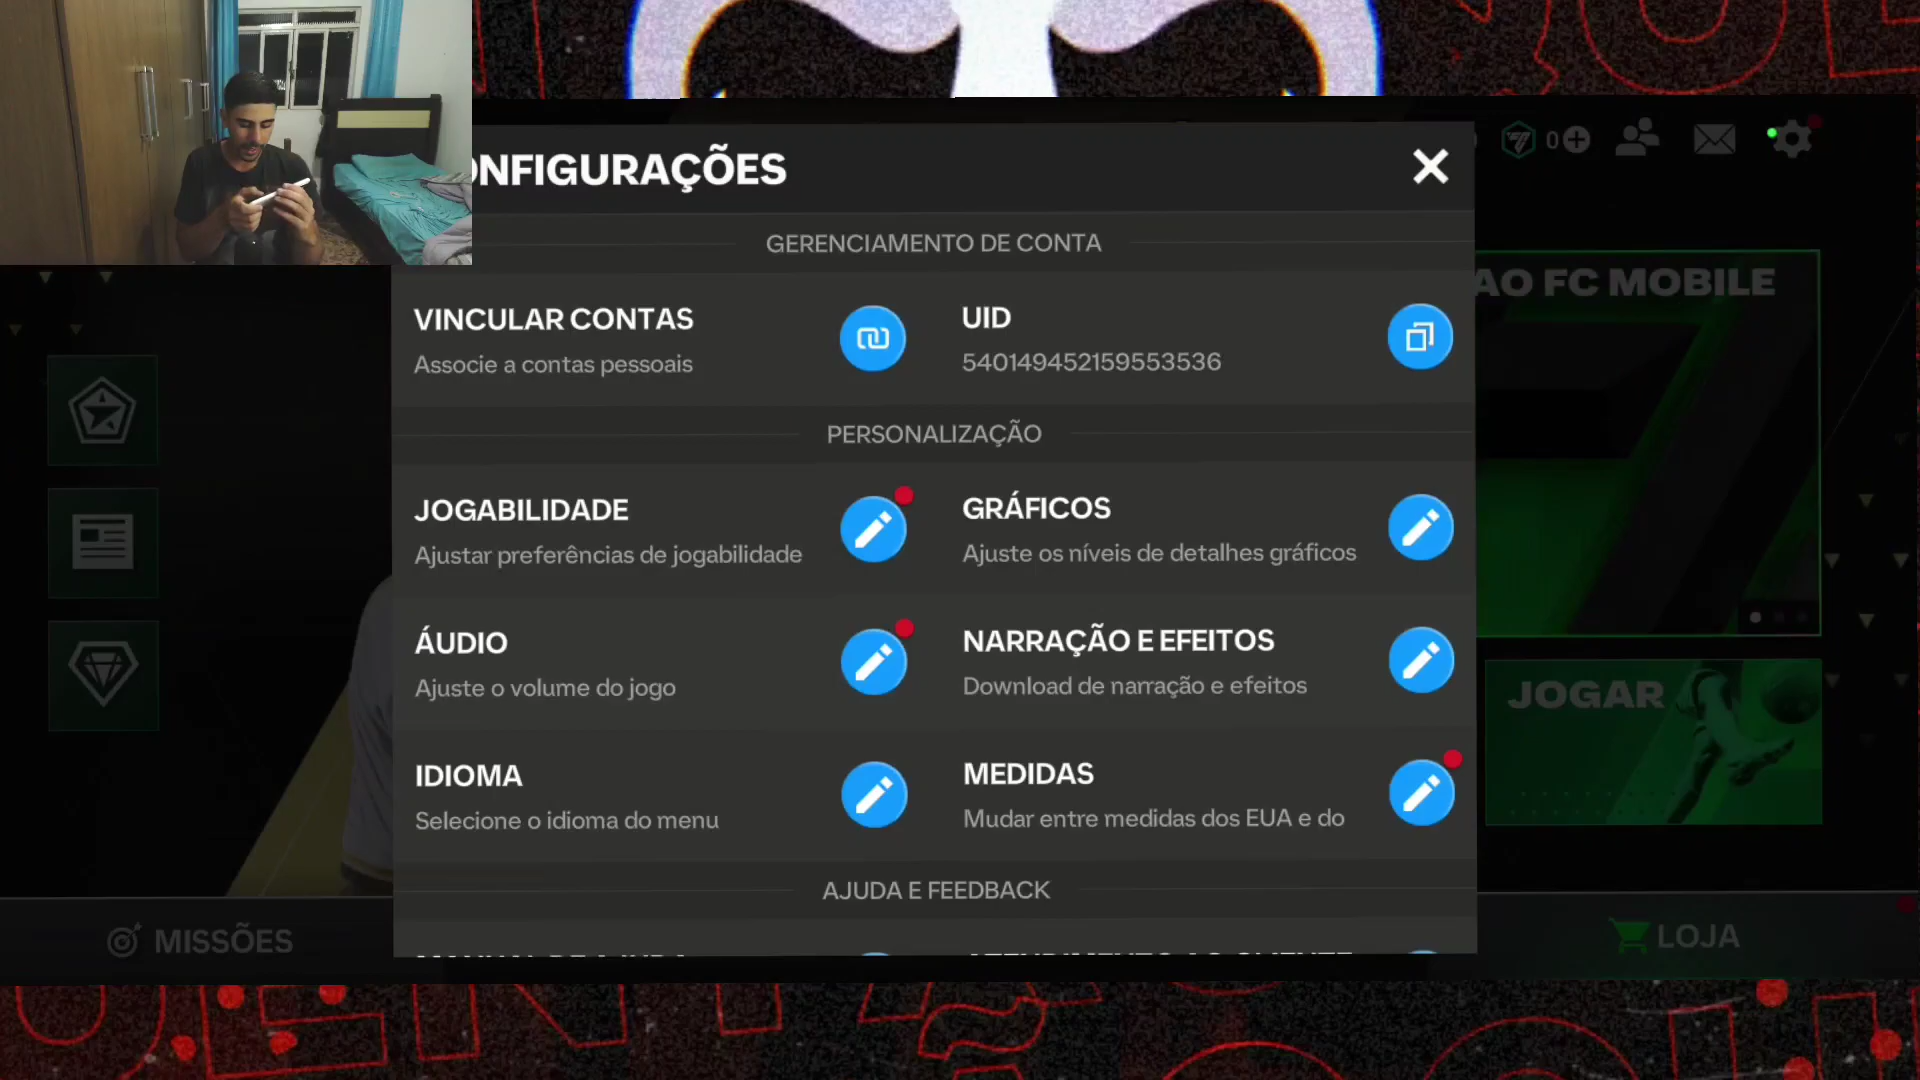 ONFIGURAÇÕES
0
GERENCIAMENTO DE CONTA
AO FC MOBILE
VINCULAR CONTAS
Associe a contas pessoais
UID
540149452159553536
PERSONALIZAÇÃO
JOGABILIDADE
Ajustar preferências de jogabilidade
GRÁFICOS
Ajuste os níveis de detalhes gráficos
ÁUDIO
Ajuste o volume do jogo
NARRAÇÃO E EFEITOS
Download de narração e efeitos
JOGAR
IDIOMA
Selecione o idioma do menu
MEDIDAS
Mudar entre medidas dos EUA e do
AJUDA E FEEDBACK
MISSÕES
LOJA